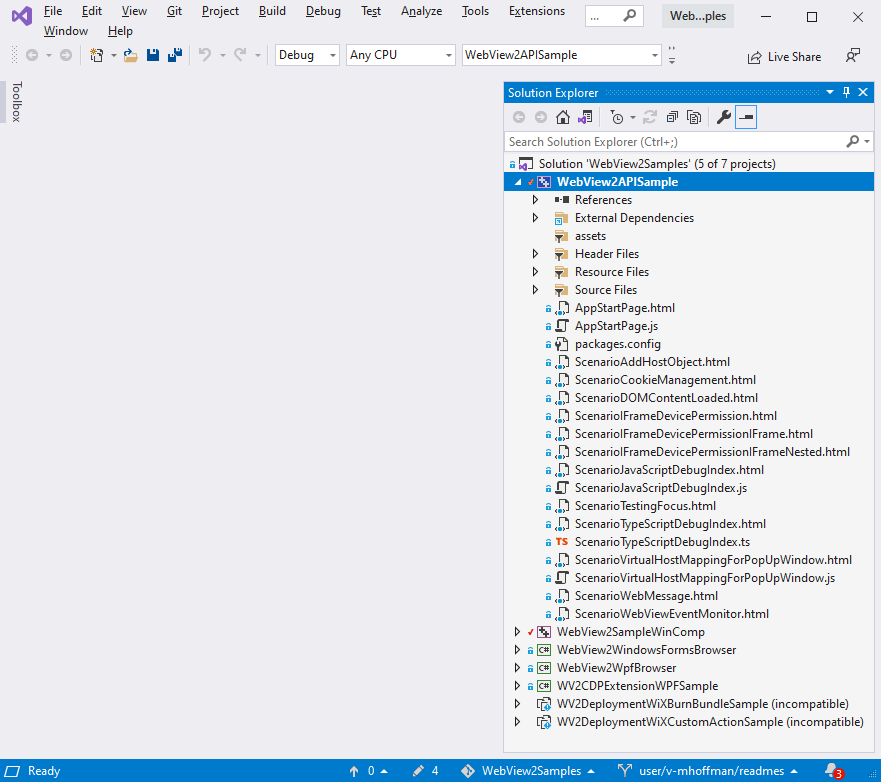 File Edit View Git Project Build Debug Test Analyze Tools Extensions ... Web...ples
Window Help
Debug Any CPU WebView2APISample Live Share
Toolbox
Solution Explorer
Search Solution Explorer (Ctrl+;)
Solution 'WebView2Samples' (5 of 7 projects)
WebView2APISample
References
External Dependencies
assets
Header Files
Resource Files
Source Files
AppStartPage.html
AppStartPage.js
packages.config
ScenarioAddHostObject.html
ScenarioCookieManagement.html
ScenarioDOMContentLoaded.html
ScenarioIFrameDevicePermission.html
ScenarioIFrameDevicePermissionIFrame.html
ScenarioIFrameDevicePermissionIFrameNested.html
ScenarioJavaScriptDebugIndex.html
ScenarioJavaScriptDebugIndex.js
ScenarioTestingFocus.html
ScenarioTypeScriptDebugIndex.html
TS ScenarioTypeScriptDebugIndex.ts
ScenarioVirtualHostMappingForPopUpWindow.html
ScenarioVirtualHostMappingForPopUpWindow.js
ScenarioWebMessage.html
ScenarioWebViewEventMonitor.html
WebView2SampleWinComp
C# WebView2WindowsFormsBrowser
C# WebView2WpfBrowser
C# WV2CDPExtensionWPFSample
WV2DeploymentWiXBurnBundleSample (incompatible)
WV2DeploymentWiXCustomActionSample (incompatible)
Ready 0 4 WebView2Samples user/v-mhoffman/readmes 3